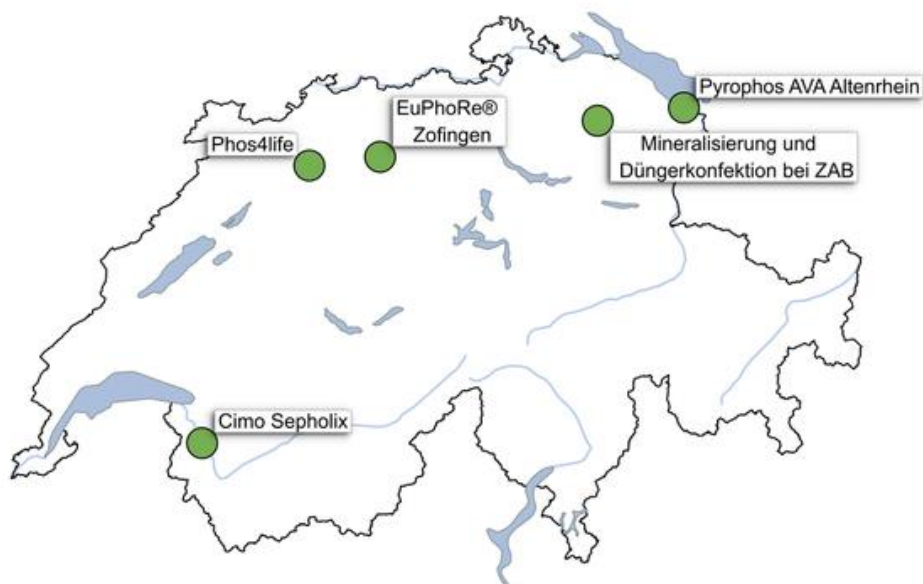 Pyrophos AVA Altenrhein
EuPhoRe®
Zofingen
Phos4life
Mineralisierung und
Düngerkonfektion bei ZAB
Cimo Sepholix